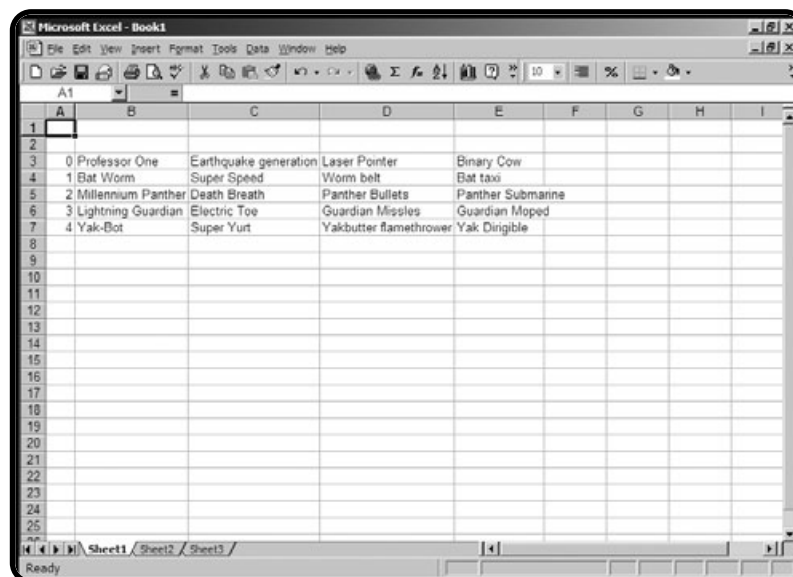 Microsoft Excel - Book1
File Edit View Insert Format Tools Data Window Help
10 %
A1 =
A B C D E F G H I
1
2
3 0 Professor One Earthquake generation Laser Pointer Binary Cow
4 1 Bat Worm Super Speed Worm belt Bat taxi
5 2 Millennium Panther Death Breath Panther Bullets Panther Submarine
6 3 Lightning Guardian Electric Toe Guardian Missles Guardian Moped
7 4 Yak-Bot Super Yurt Yakbutter flamethrower Yak Dirigible
8
9
10
11
12
13
14
15
16
17
18
19
20
21
22
23
24
25
Sheet1 Sheet2 Sheet3
Ready